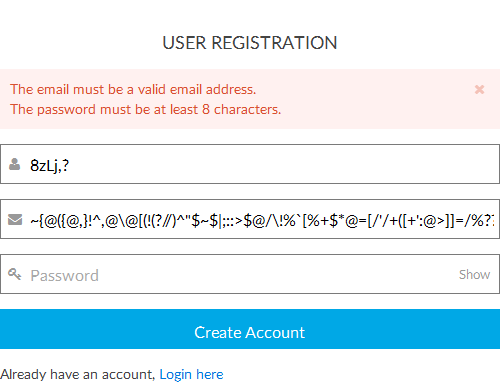 USER REGISTRATION
The email must be a valid email address.
The password must be at least 8 characters.
8zLj,?
~{@({@,}!^,@\@[(!(?//)^"$~$|;::>$@/\!%`[%+$*@=[/'/+([+':@>]]=/%?
Password
Show
Create Account
Already have an account, Login here